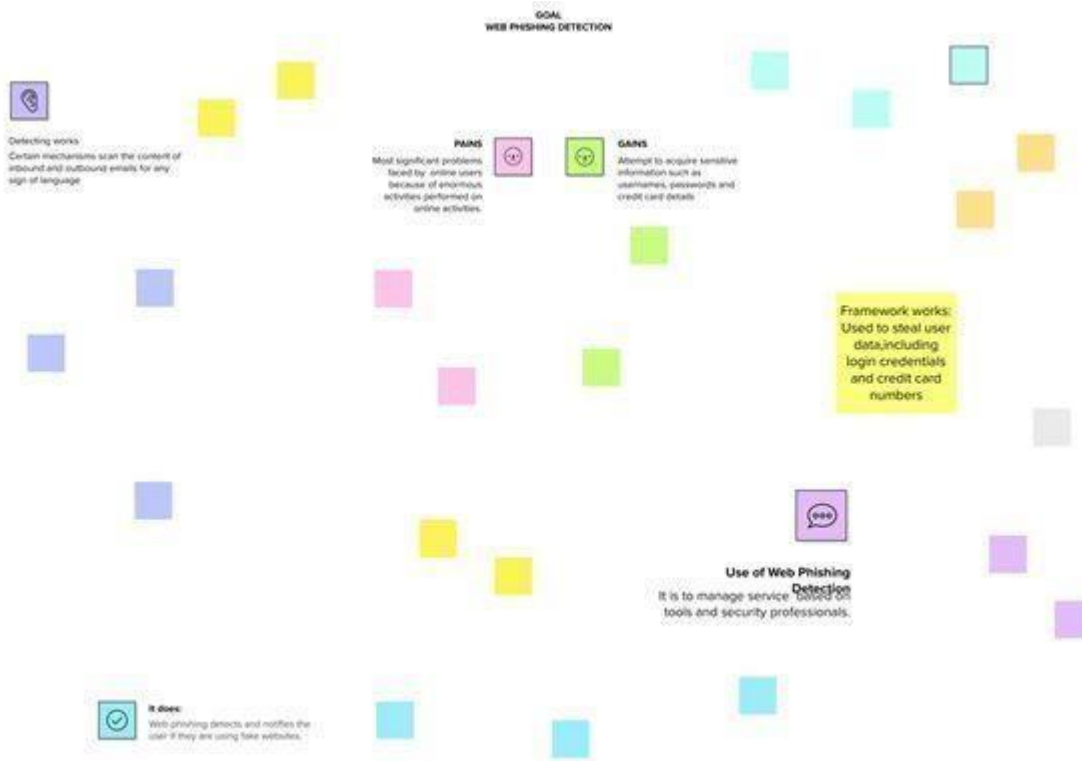 GOAL
WEB PHISHING DETECTION
Detecting works
Certain mechanisms scan the content of
inbound and outbound emails for any
sign of language
PAINS
Most significant problems
faced by online users
because of enormous
activities performed on
online activities.
GAINS
Attempt to acquire sensitive
information such as
usernames, passwords and
credit card details
Framework works:
Used to steal user
data,including
login credentials
and credit card
numbers
Use of Web Phishing
Detection
It is to manage service based on
tools and security professionals.
It does:
Web phishing detects and notifies the
user if they are using fake websites.